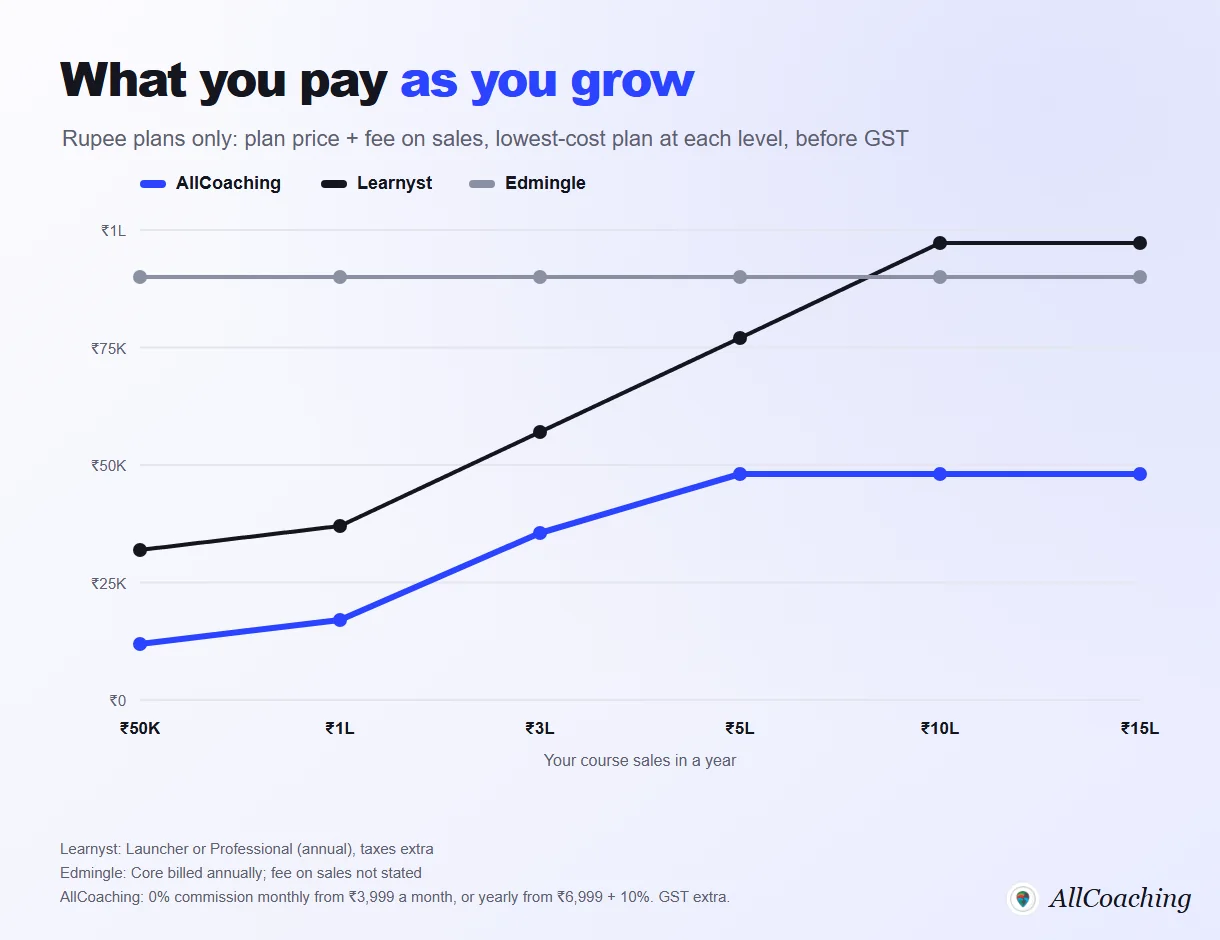 What you pay as you grow
Rupee plans only: plan price + fee on sales, lowest-cost plan at each level, before GST
AllCoaching
Learnyst
Edmingle
₹1L
₹75K
₹50K
₹25K
₹0
₹50K
₹1L
₹3L
₹5L
₹10L
₹15L
Your course sales in a year
Learnyst: Launcher or Professional (annual), taxes extra
Edmingle: Core billed annually; fee on sales not stated
AllCoaching: 0% commission monthly from ₹3,999 a month, or yearly from ₹6,999 + 10%. GST extra.
AllCoaching